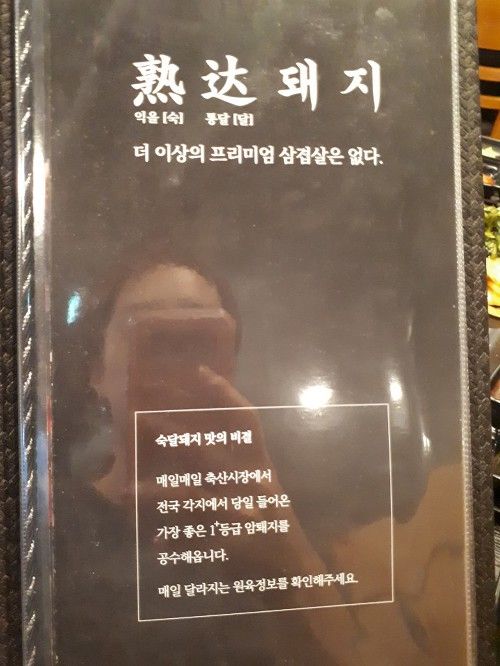 熟达돼지
익을 [숙] 통달 [달]
더 이상의 프리미엄 삼겹살은 없다.
숙달돼지 맛의 비결
매일매일 축산시장에서
전국 각지에서 당일 들어온
가장 좋은 1+등급 암돼지를
공수해옵니다.
매일 달라지는 원육정보를 확인해주세요.